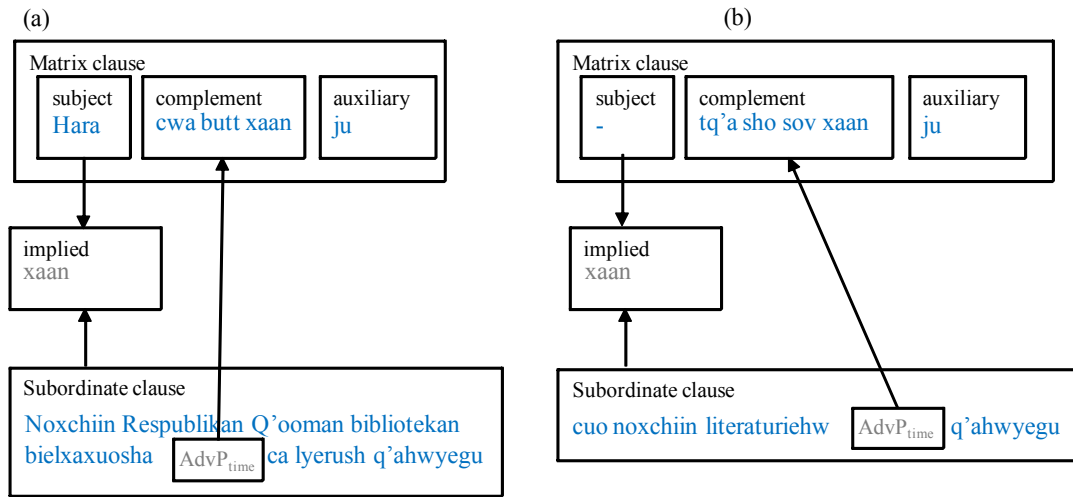 (a)
Matrix clause
subject
Hara
complement
cwa butt xaan
auxiliary
ju
implied
xaan
Subordinate clause
Noxchiin Respublikan Q’ooman bibliotekan
bielxaxuosha AdvPtime ca lyerush q’ahwyegu
(b)
Matrix clause
subject
-
complement
tq’a sho sov xaan
auxiliary
ju
implied
xaan
Subordinate clause
cuo noxchiin literaturiehw AdvPtime q’ahwyegu